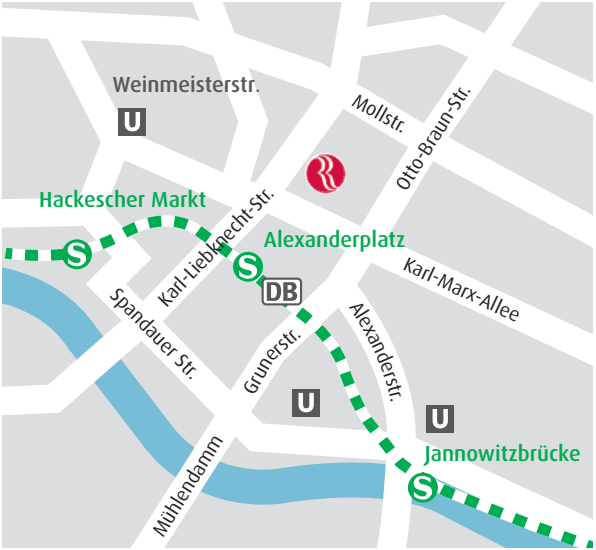 Weinmeisterstr.
U
Mollstr.
Otto-Braun-Str.
Hackescher Markt
Karl-Liebknecht-Str.
Alexanderplatz
S
S
DB
Karl-Marx-Allee
Spandauer Str.
Alexanderstr.
Grunerstr.
U
U
Mühlendamm
Jannowitzbrücke
S